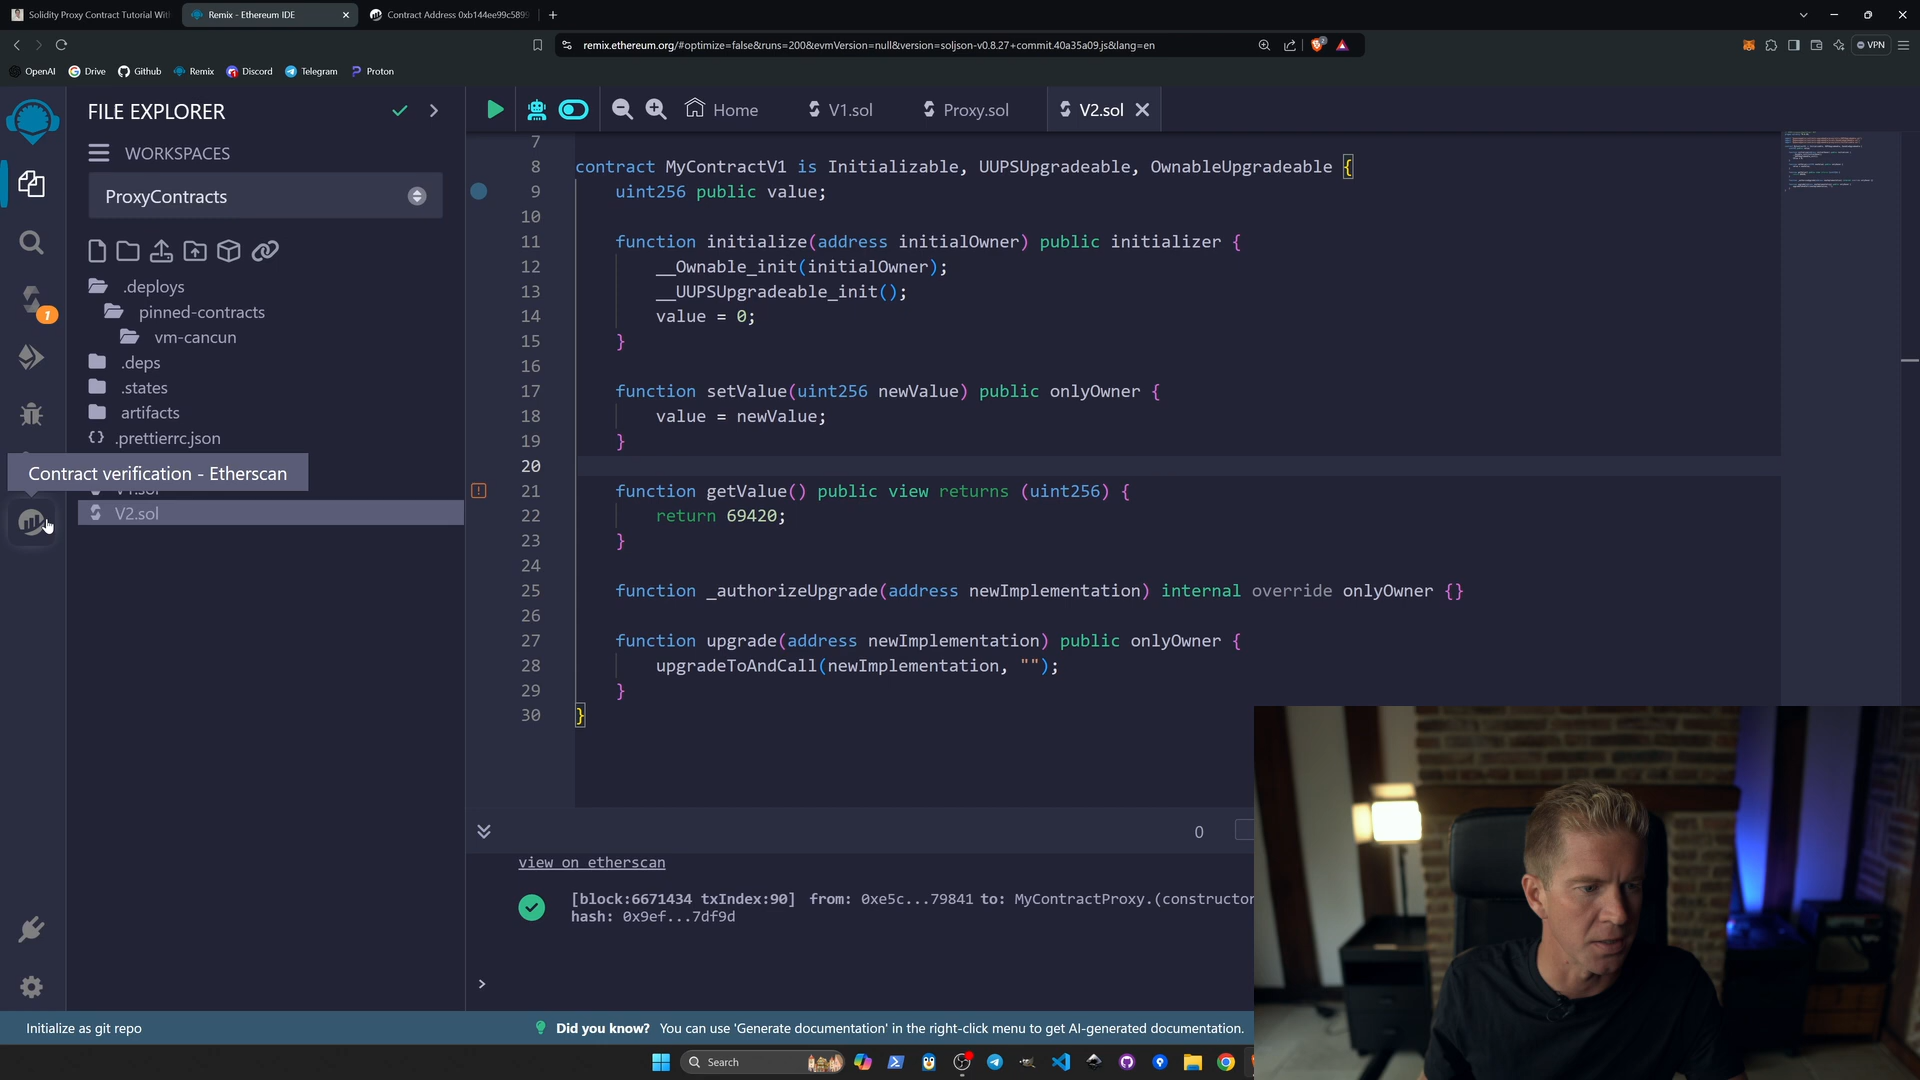 Solidity Proxy Contract Tutorial Wit
Remix - Ethereum IDE
Contract Address 0xb144ee99c5899
remix.ethereum.org/#optimize=false&runs=200&evmVersion=null&version=soljson-v0.8.27+commit.40a35a09.js&lang=en
2
VPN
OpenAI
Drive
Github
Remix
Discord
Telegram
Proton
FILE EXPLORER
WORKSPACES
ProxyContracts
.deploys
pinned-contracts
vm-cancun
.deps
.states
artifacts
.prettierrc.json
Contract verification - Etherscan
V2.sol
1
Home
V1.sol
Proxy.sol
V2.sol
7
8 contract MyContractV1 is Initializable, UUPSUpgradeable, OwnableUpgradeable {
9 uint256 public value;
10
11 function initialize(address initialOwner) public initializer {
12 __Ownable_init(initialOwner);
13 __UUPSUpgradeable_init();
14 value = 0;
15 }
16
17 function setValue(uint256 newValue) public onlyOwner {
18 value = newValue;
19 }
20
21 function getValue() public view returns (uint256) {
22 return 69420;
23 }
24
25 function _authorizeUpgrade(address newImplementation) internal override onlyOwner {}
26
27 function upgrade(address newImplementation) public onlyOwner {
28 upgradeToAndCall(newImplementation, "");
29 }
30 }
0
view on etherscan
[block:6671434 txIndex:90] from: 0xe5c...79841 to: MyContractProxy.(constructor
hash: 0x9ef...7df9d
>
Initialize as git repo
Did you know? You can use 'Generate documentation' in the right-click menu to get AI-generated documentation.
Search